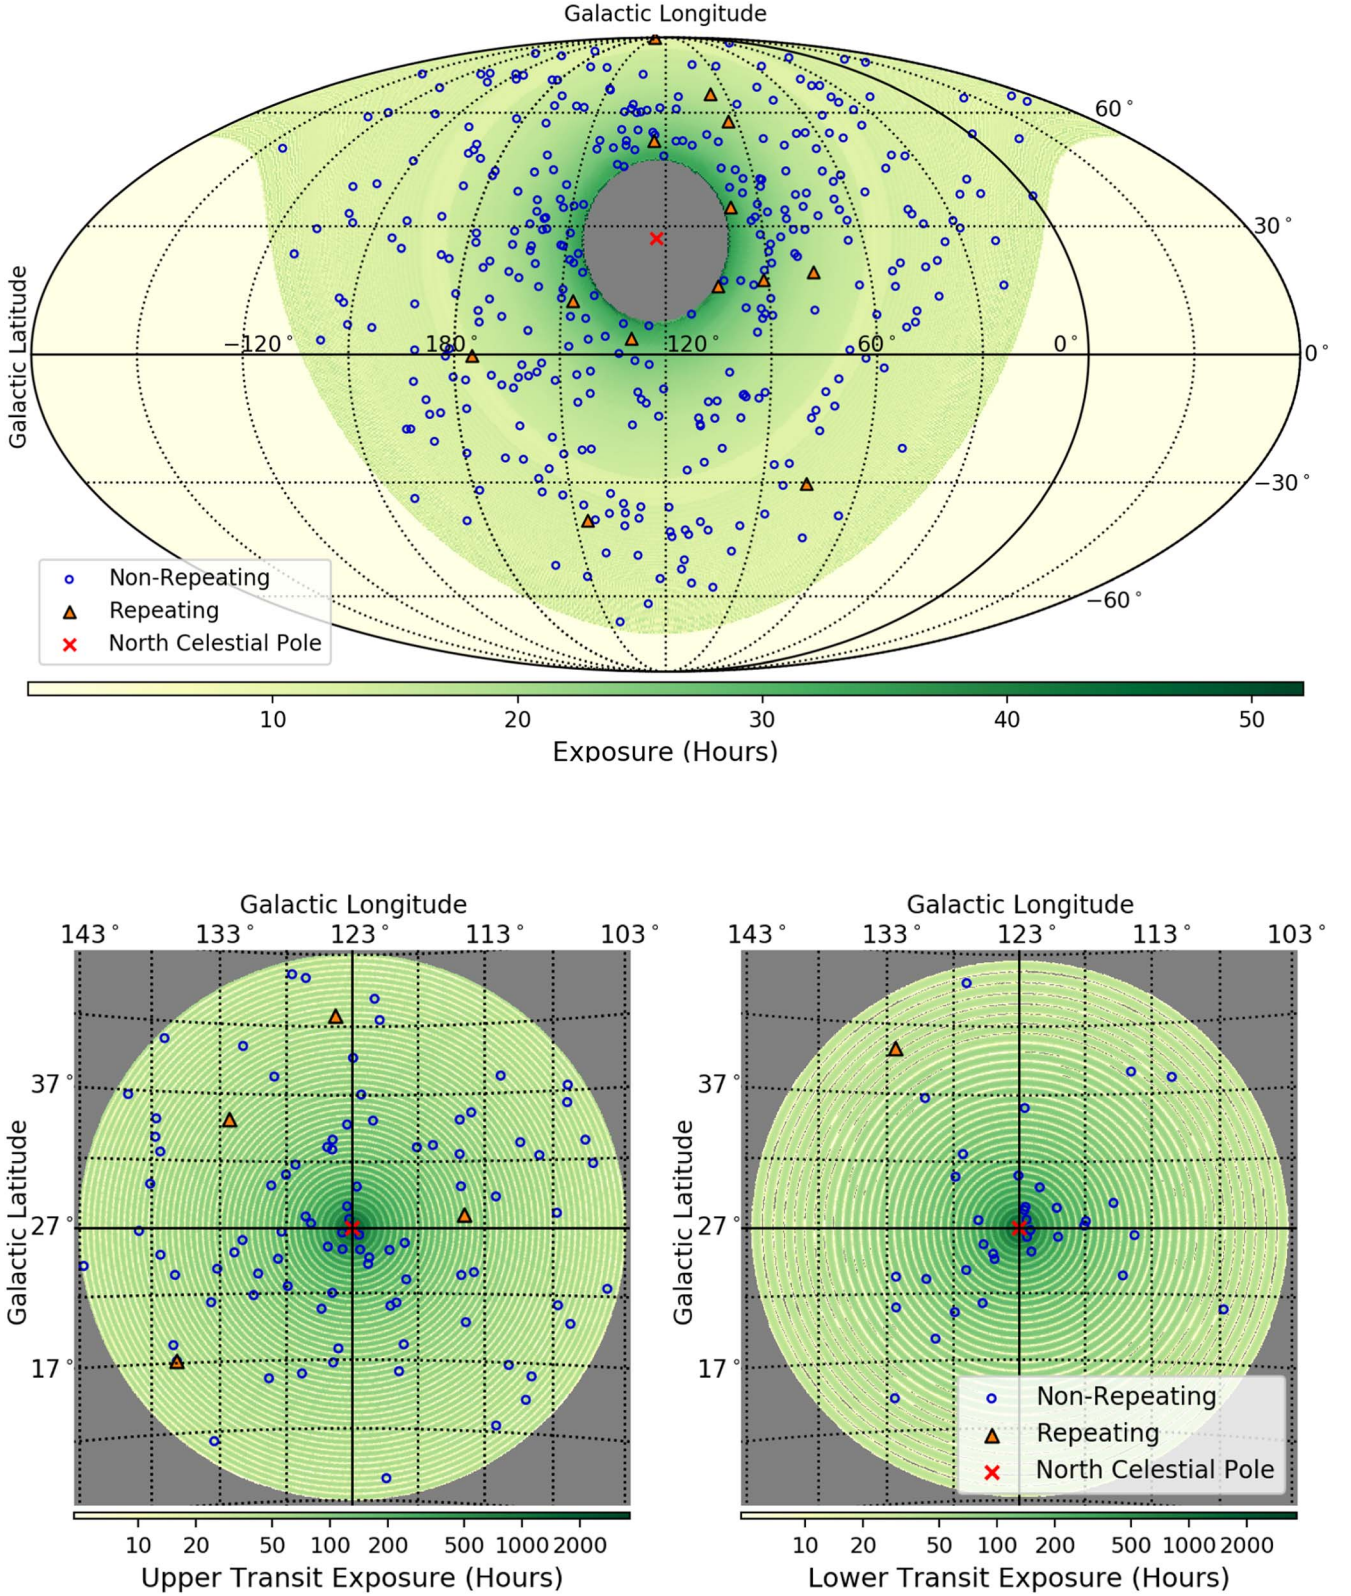 Galactic Longitude
60°
30°
Galactic Latitude
−120° 180° 120° 60° 0° 0°
−30°
Non-Repeating
Repeating
North Celestial Pole
−60°
10 20 30 40 50
Exposure (Hours)
Galactic Longitude
143° 133° 123° 113° 103°
37°
27°
17°
Galactic Latitude
10 20 50 100 200 500 1000 2000
Upper Transit Exposure (Hours)
Galactic Longitude
143° 133° 123° 113° 103°
37°
27°
17°
Galactic Latitude
Non-Repeating
Repeating
North Celestial Pole
10 20 50 100 200 500 1000 2000
Lower Transit Exposure (Hours)